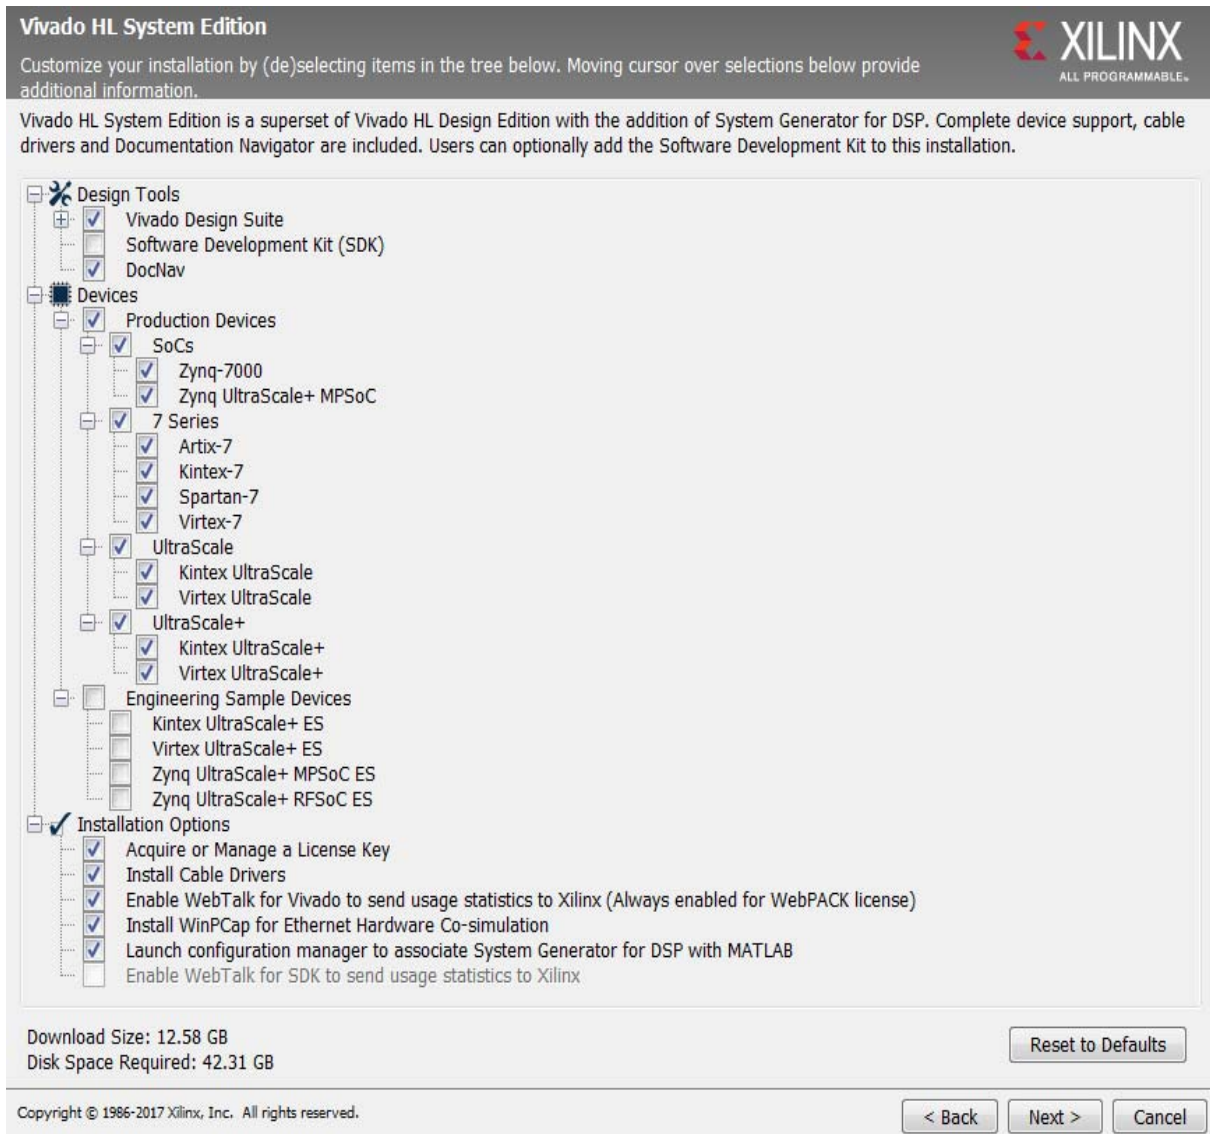 Vivado HL System Edition
Customize your installation by (de)selecting items in the tree below. Moving cursor over selections below provide
additional information.
XILINX
ALL PROGRAMMABLE.
Vivado HL System Edition is a superset of Vivado HL Design Edition with the addition of System Generator for DSP. Complete device support, cable
drivers and Documentation Navigator are included. Users can optionally add the Software Development Kit to this installation.
Design Tools
Vivado Design Suite
Software Development Kit (SDK)
DocNav
Devices
Production Devices
SoCs
Zynq-7000
Zynq UltraScale+ MPSoC
7 Series
Artix-7
Kintex-7
Spartan-7
Virtex-7
UltraScale
Kintex UltraScale
Virtex UltraScale
UltraScale+
Kintex UltraScale+
Virtex UltraScale+
Engineering Sample Devices
Kintex UltraScale+ ES
Virtex UltraScale+ ES
Zynq UltraScale+ MPSoC ES
Zynq UltraScale+ RFSoC ES
Installation Options
Acquire or Manage a License Key
Install Cable Drivers
Enable WebTalk for Vivado to send usage statistics to Xilinx (Always enabled for WebPACK license)
Install WinPCap for Ethernet Hardware Co-simulation
Launch configuration manager to associate System Generator for DSP with MATLAB
Enable WebTalk for SDK to send usage statistics to Xilinx
Download Size: 12.58 GB
Disk Space Required: 42.31 GB
Reset to Defaults
Copyright © 1986-2017 Xilinx, Inc. All rights reserved.
< Back
Next >
Cancel